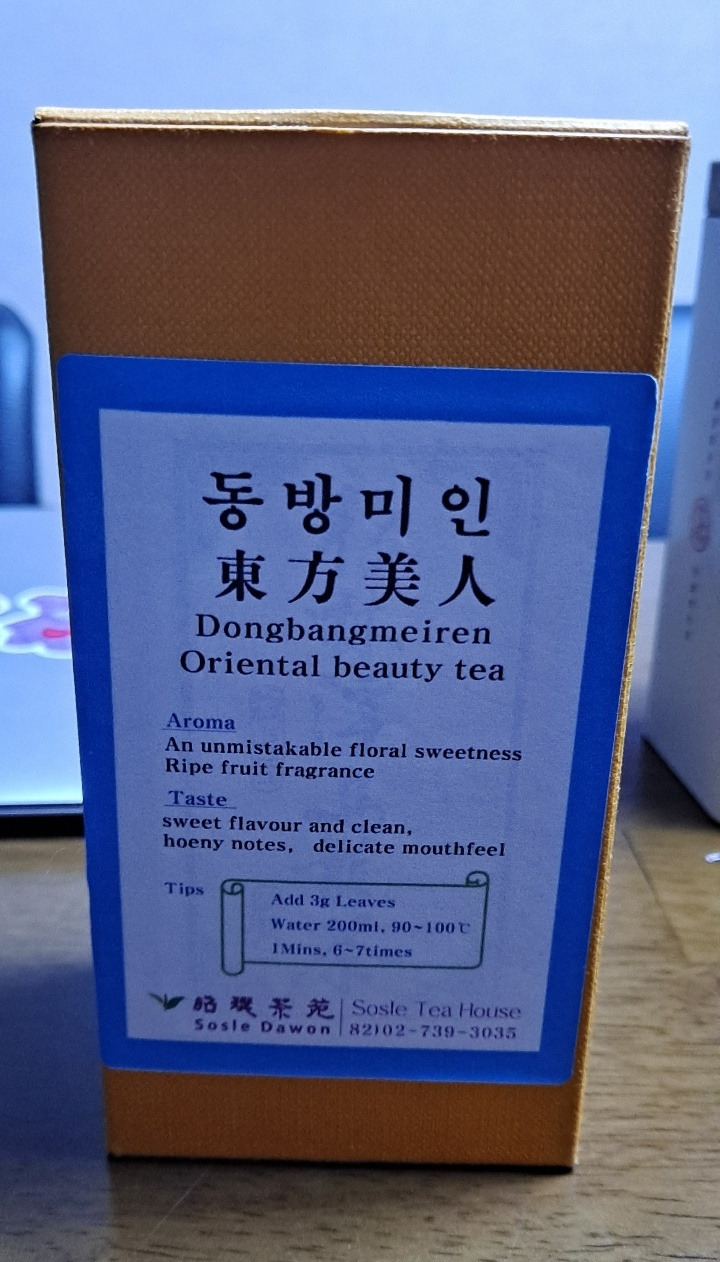 동방미인
東方美人
Dongbangmeiren
Oriental beauty tea
Aroma
An unmistakable floral sweetness
Ripe fruit fragrance
Taste
sweet flavour and clean,
hoeny notes, delicate mouthfeel
Tips
Add 3g Leaves
Water 200ml, 90~100℃
1Mins, 6~7times
Sosle Dawon
Sosle Tea House
82)02-739-3035